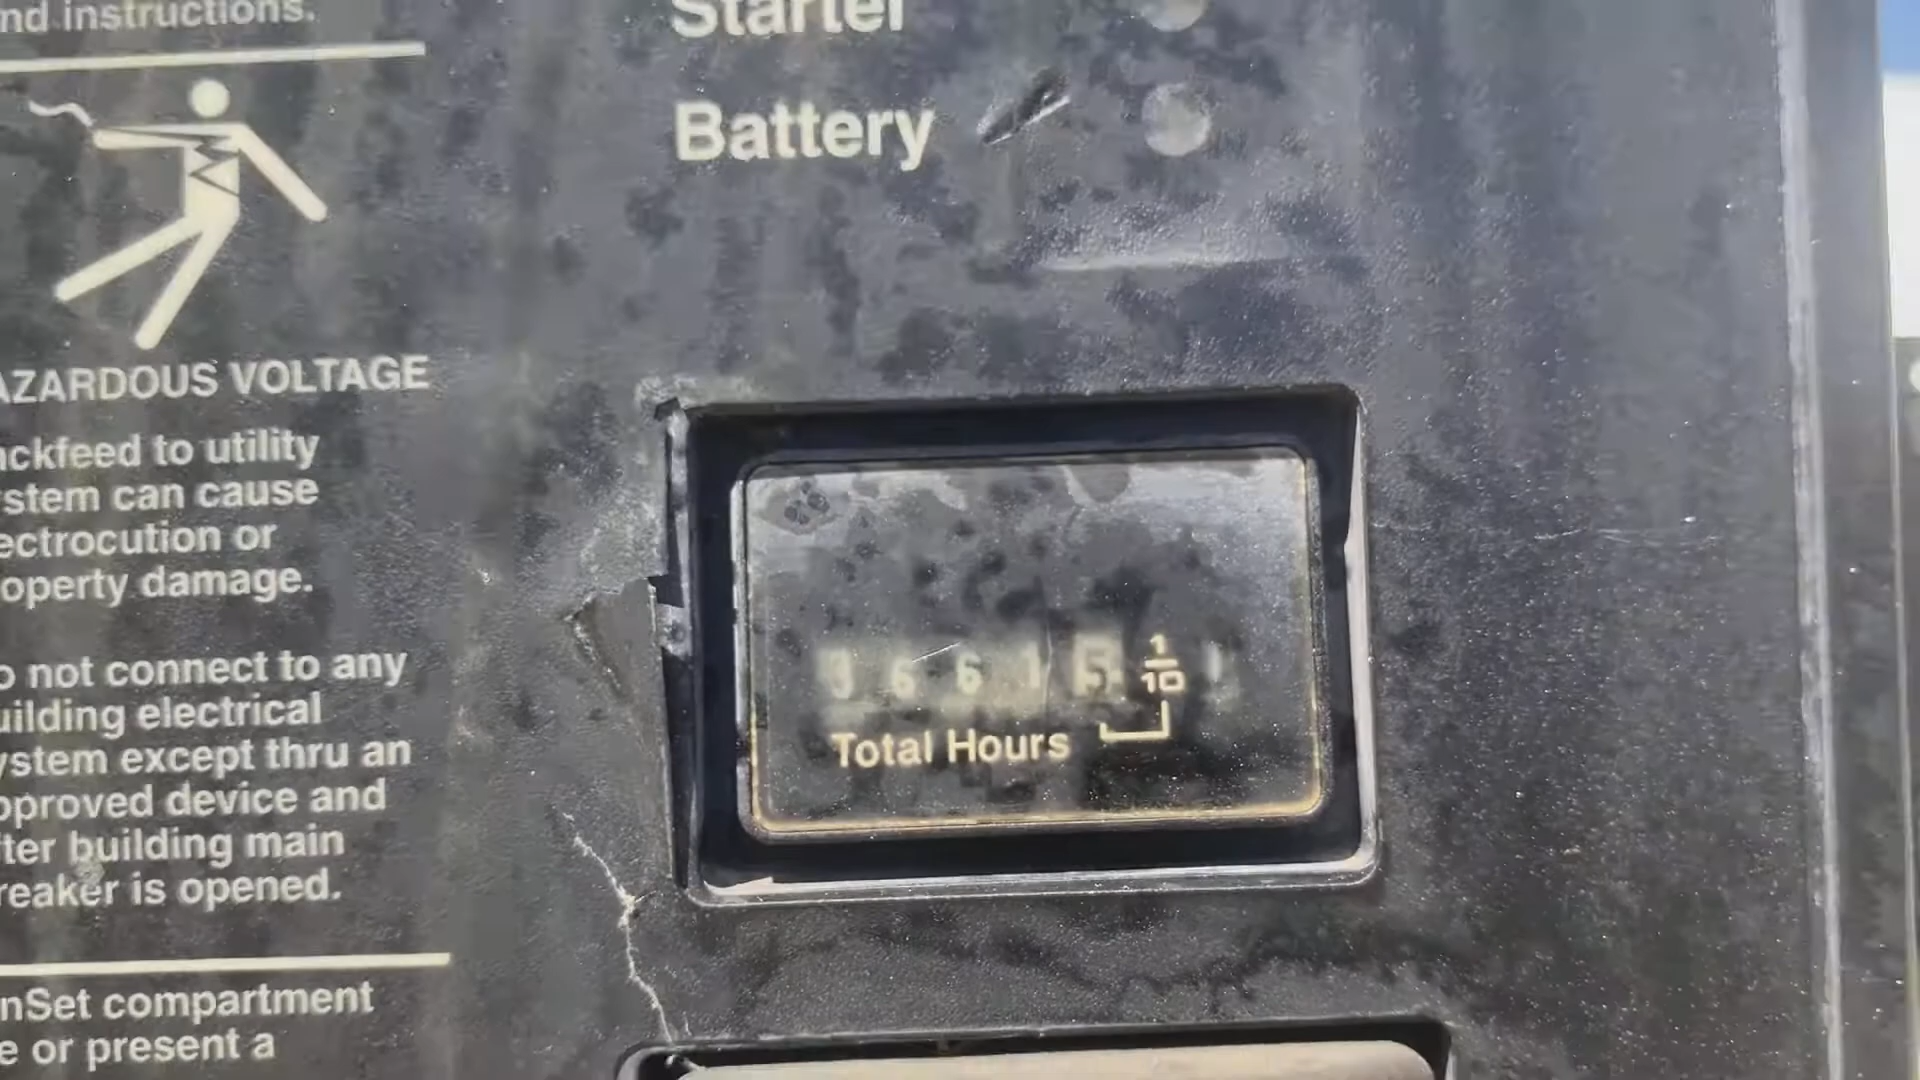 nd instructions.
Starter
Battery
AZARDOUS VOLTAGE
ackfeed to utility
ystem can cause
ectrocution or
operty damage.
o not connect to any
uilding electrical
ystem except thru an
pproved device and
fter building main
reaker is opened.
nSet compartment
e or present a
6 6 1 5 1/10
Total Hours